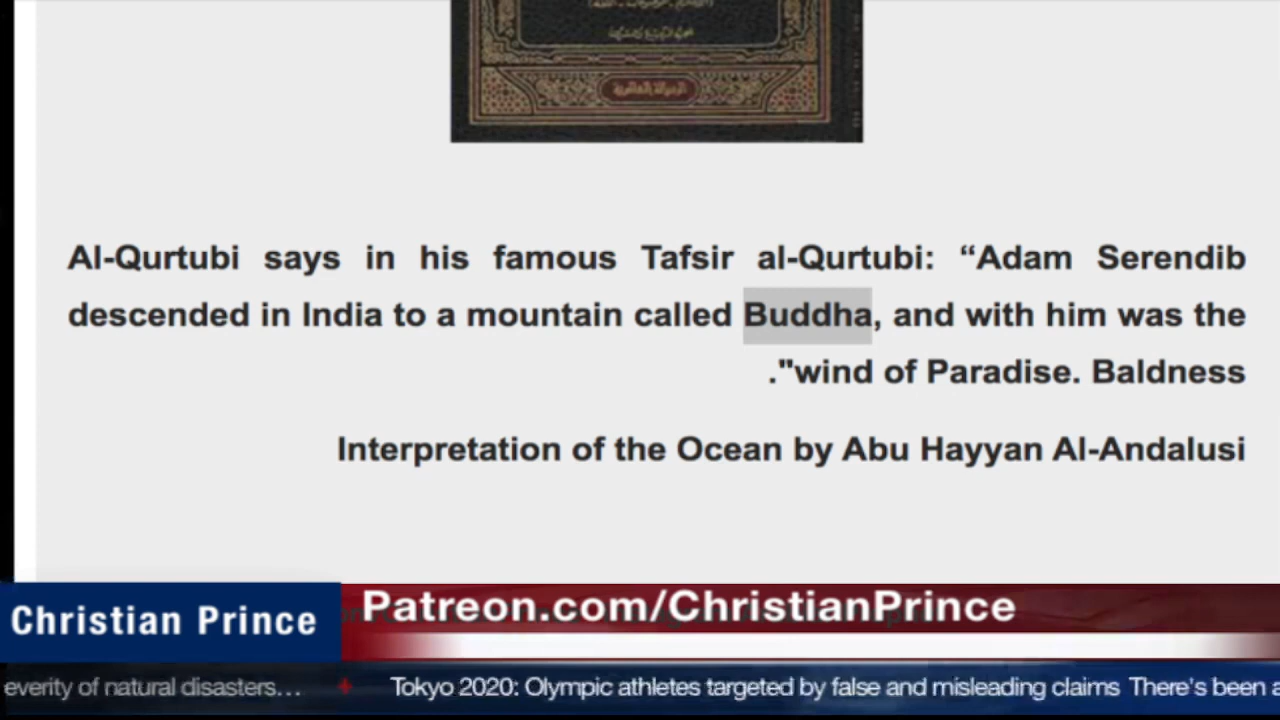 Al-Qurtubi says in his famous Tafsir al-Qurtubi: “Adam Serendib
descended in India to a mountain called Buddha, and with him was the
."wind of Paradise. Baldness
Interpretation of the Ocean by Abu Hayyan Al-Andalusi
Christian Prince
Patreon.com/ChristianPrince
everity of natural disasters... + Tokyo 2020: Olympic athletes targeted by false and misleading claims There's been a